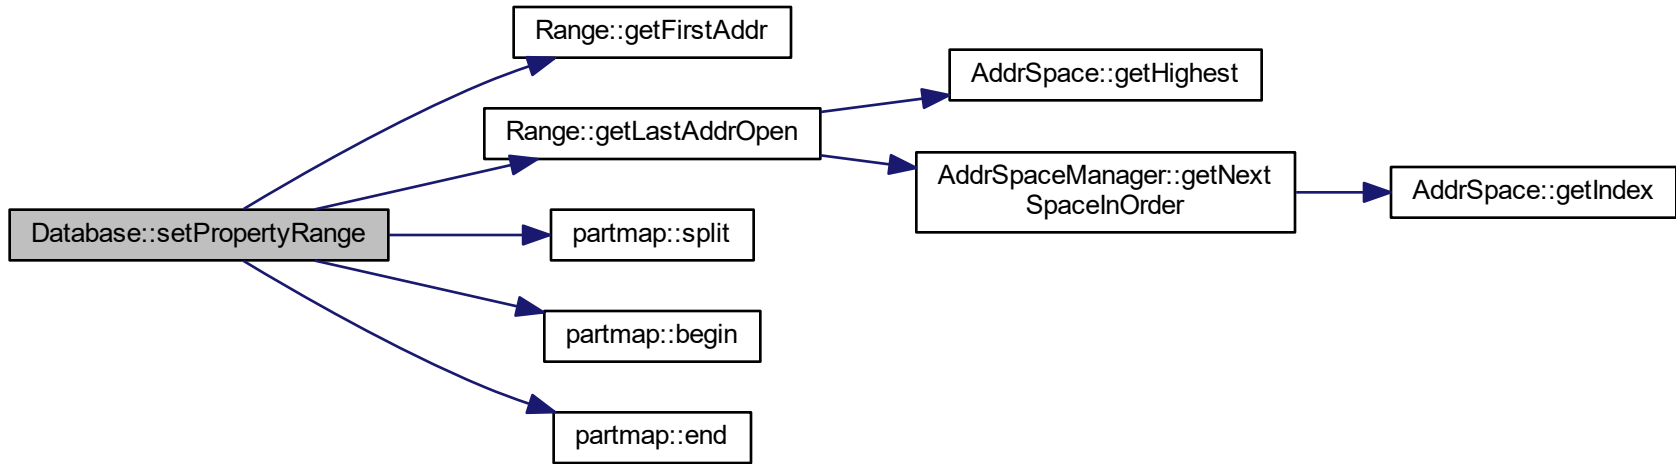 Range::getFirstAddr
AddrSpace::getHighest
Range::getLastAddrOpen
AddrSpaceManager::getNext
SpaceInOrder
AddrSpace::getIndex
Database::setPropertyRange
partmap::split
partmap::begin
partmap::end